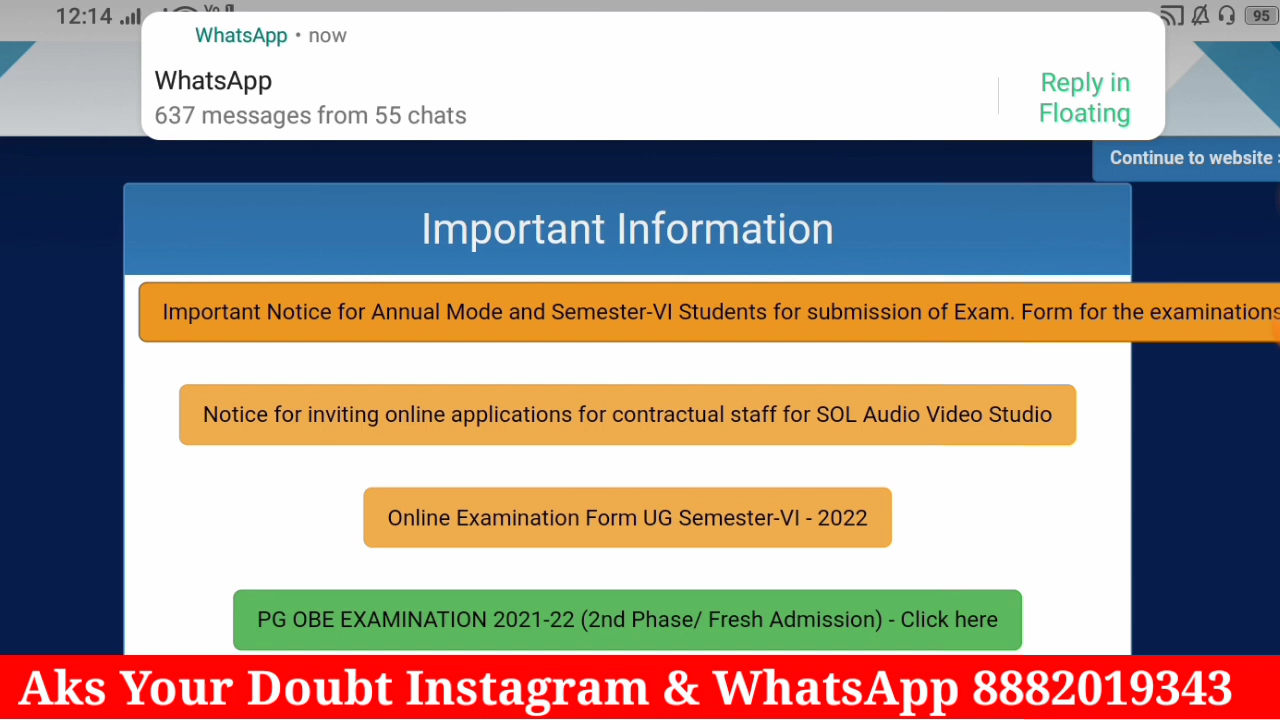 12:14
95
WhatsApp • now
WhatsApp
637 messages from 55 chats
Reply in
Floating
Continue to website
Important Information
Important Notice for Annual Mode and Semester-VI Students for submission of Exam. Form for the examinations
Notice for inviting online applications for contractual staff for SOL Audio Video Studio
Online Examination Form UG Semester-VI - 2022
PG OBE EXAMINATION 2021-22 (2nd Phase/ Fresh Admission) - Click here
Aks Your Doubt Instagram & WhatsApp 8882019343